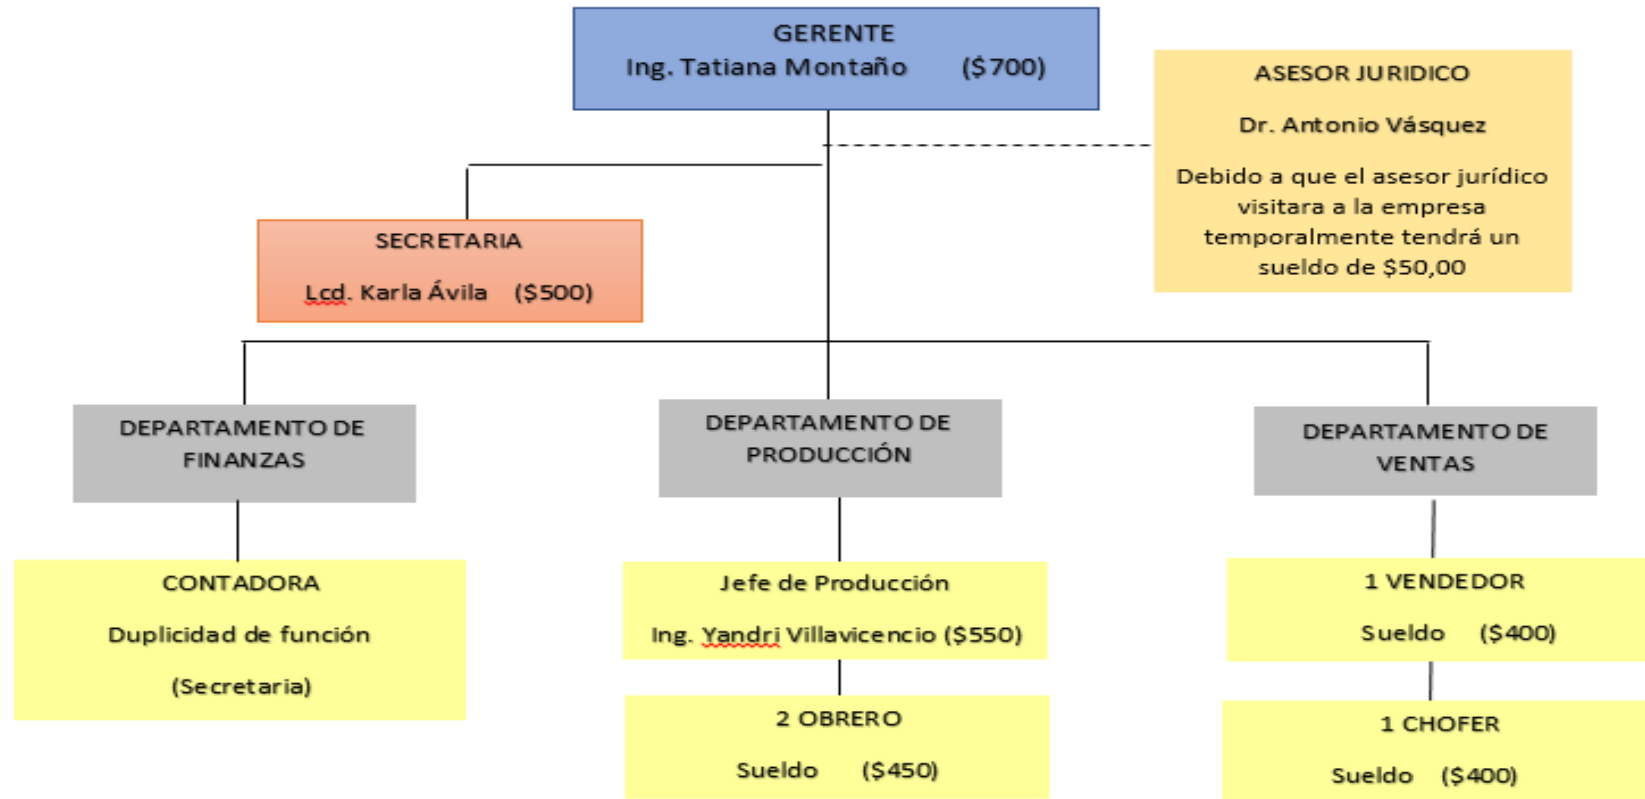 GERENTE
Ing. Tatiana Montaño ($700)
ASESOR JURIDICO
Dr. Antonio Vásquez
Debido a que el asesor jurídico
visitara a la empresa
temporalmente tendrá un
sueldo de $50,00
SECRETARIA
Lcd. Karla Ávila ($500)
DEPARTAMENTO DE
FINANZAS
DEPARTAMENTO DE
PRODUCCIÓN
DEPARTAMENTO DE
VENTAS
CONTADORA
Duplicidad de función
(Secretaria)
Jefe de Producción
Ing. Yandri Villavicencio ($550)
2 OBRERO
Sueldo ($450)
1 VENDEDOR
Sueldo ($400)
1 CHOFER
Sueldo ($400)